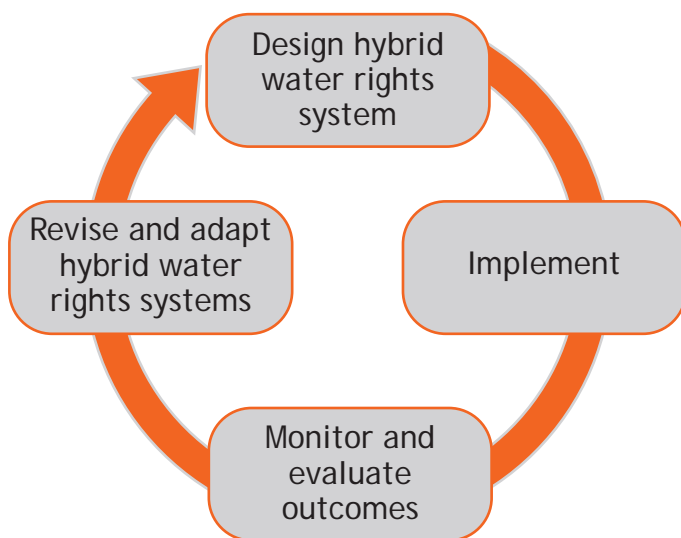 Design hybrid
water rights
system
Implement
Monitor and
evaluate
outcomes
Revise and adapt
hybrid water
rights systems